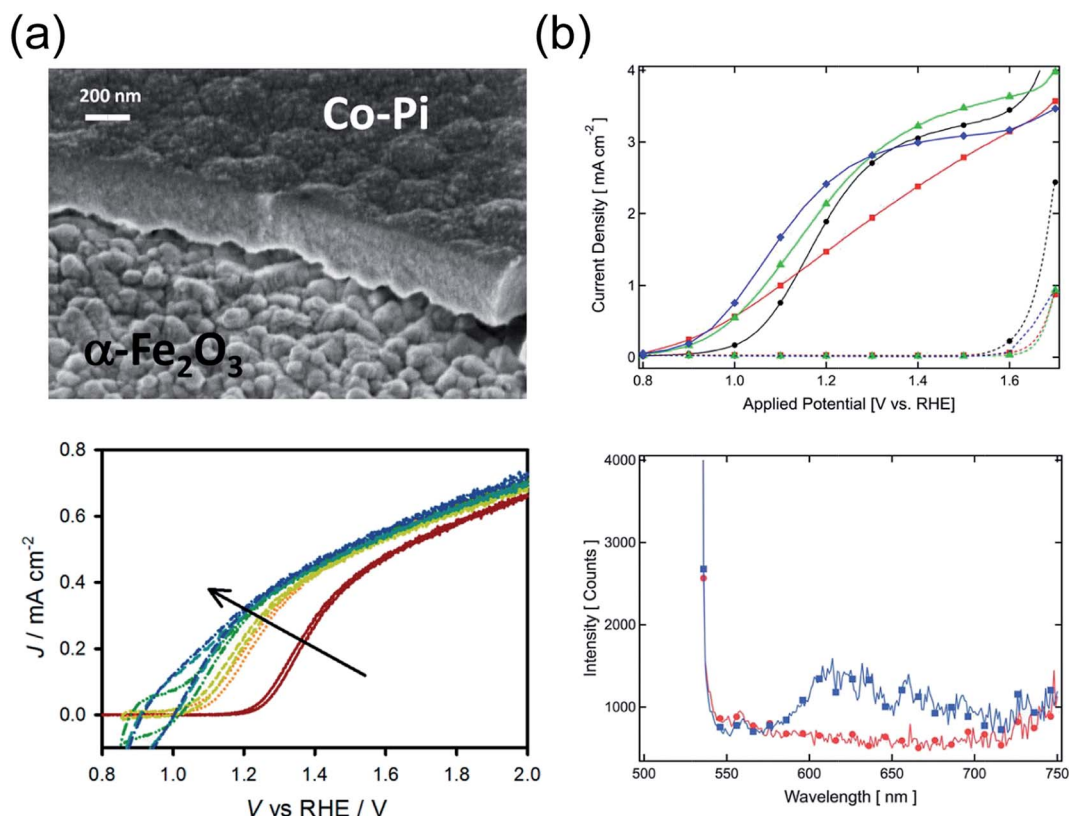 (a)
200 nm
Co-Pi
α-Fe₂O₃
0.8
0.6
0.4
0.2
0.0
J / mA cm⁻²
0.8 1.0 1.2 1.4 1.6 1.8 2.0
V vs RHE / V
(b)
4
3
2
1
0
Current Density [ mA cm⁻² ]
0.8 1.0 1.2 1.4 1.6
Applied Potential [V vs. RHE]
4000
3000
2000
1000
Intensity [ Counts ]
500 550 600 650 700 750
Wavelength [ nm ]